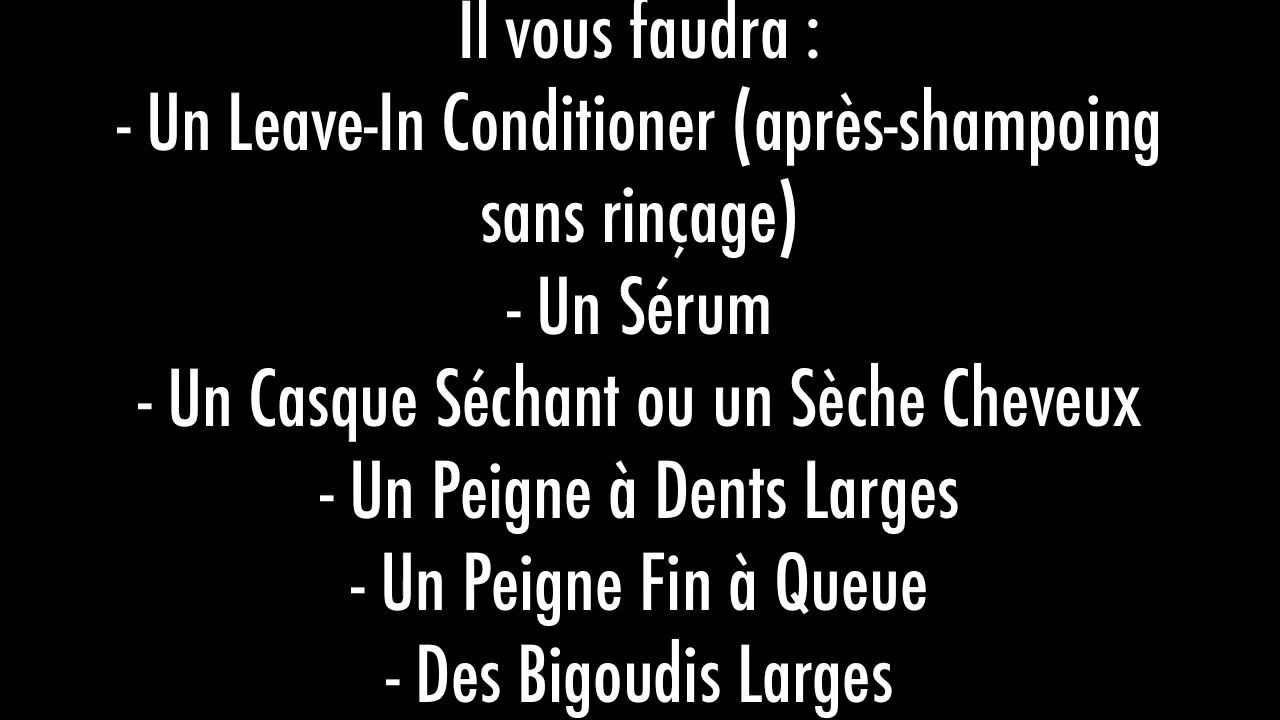 Il vous faudra :
- Un Leave-In Conditioner (après-shampoing
sans rinçage)
- Un Sérum
- Un Casque Séchant ou un Sèche Cheveux
- Un Peigne à Dents Larges
- Un Peigne Fin à Queue
- Des Bigoudis Larges